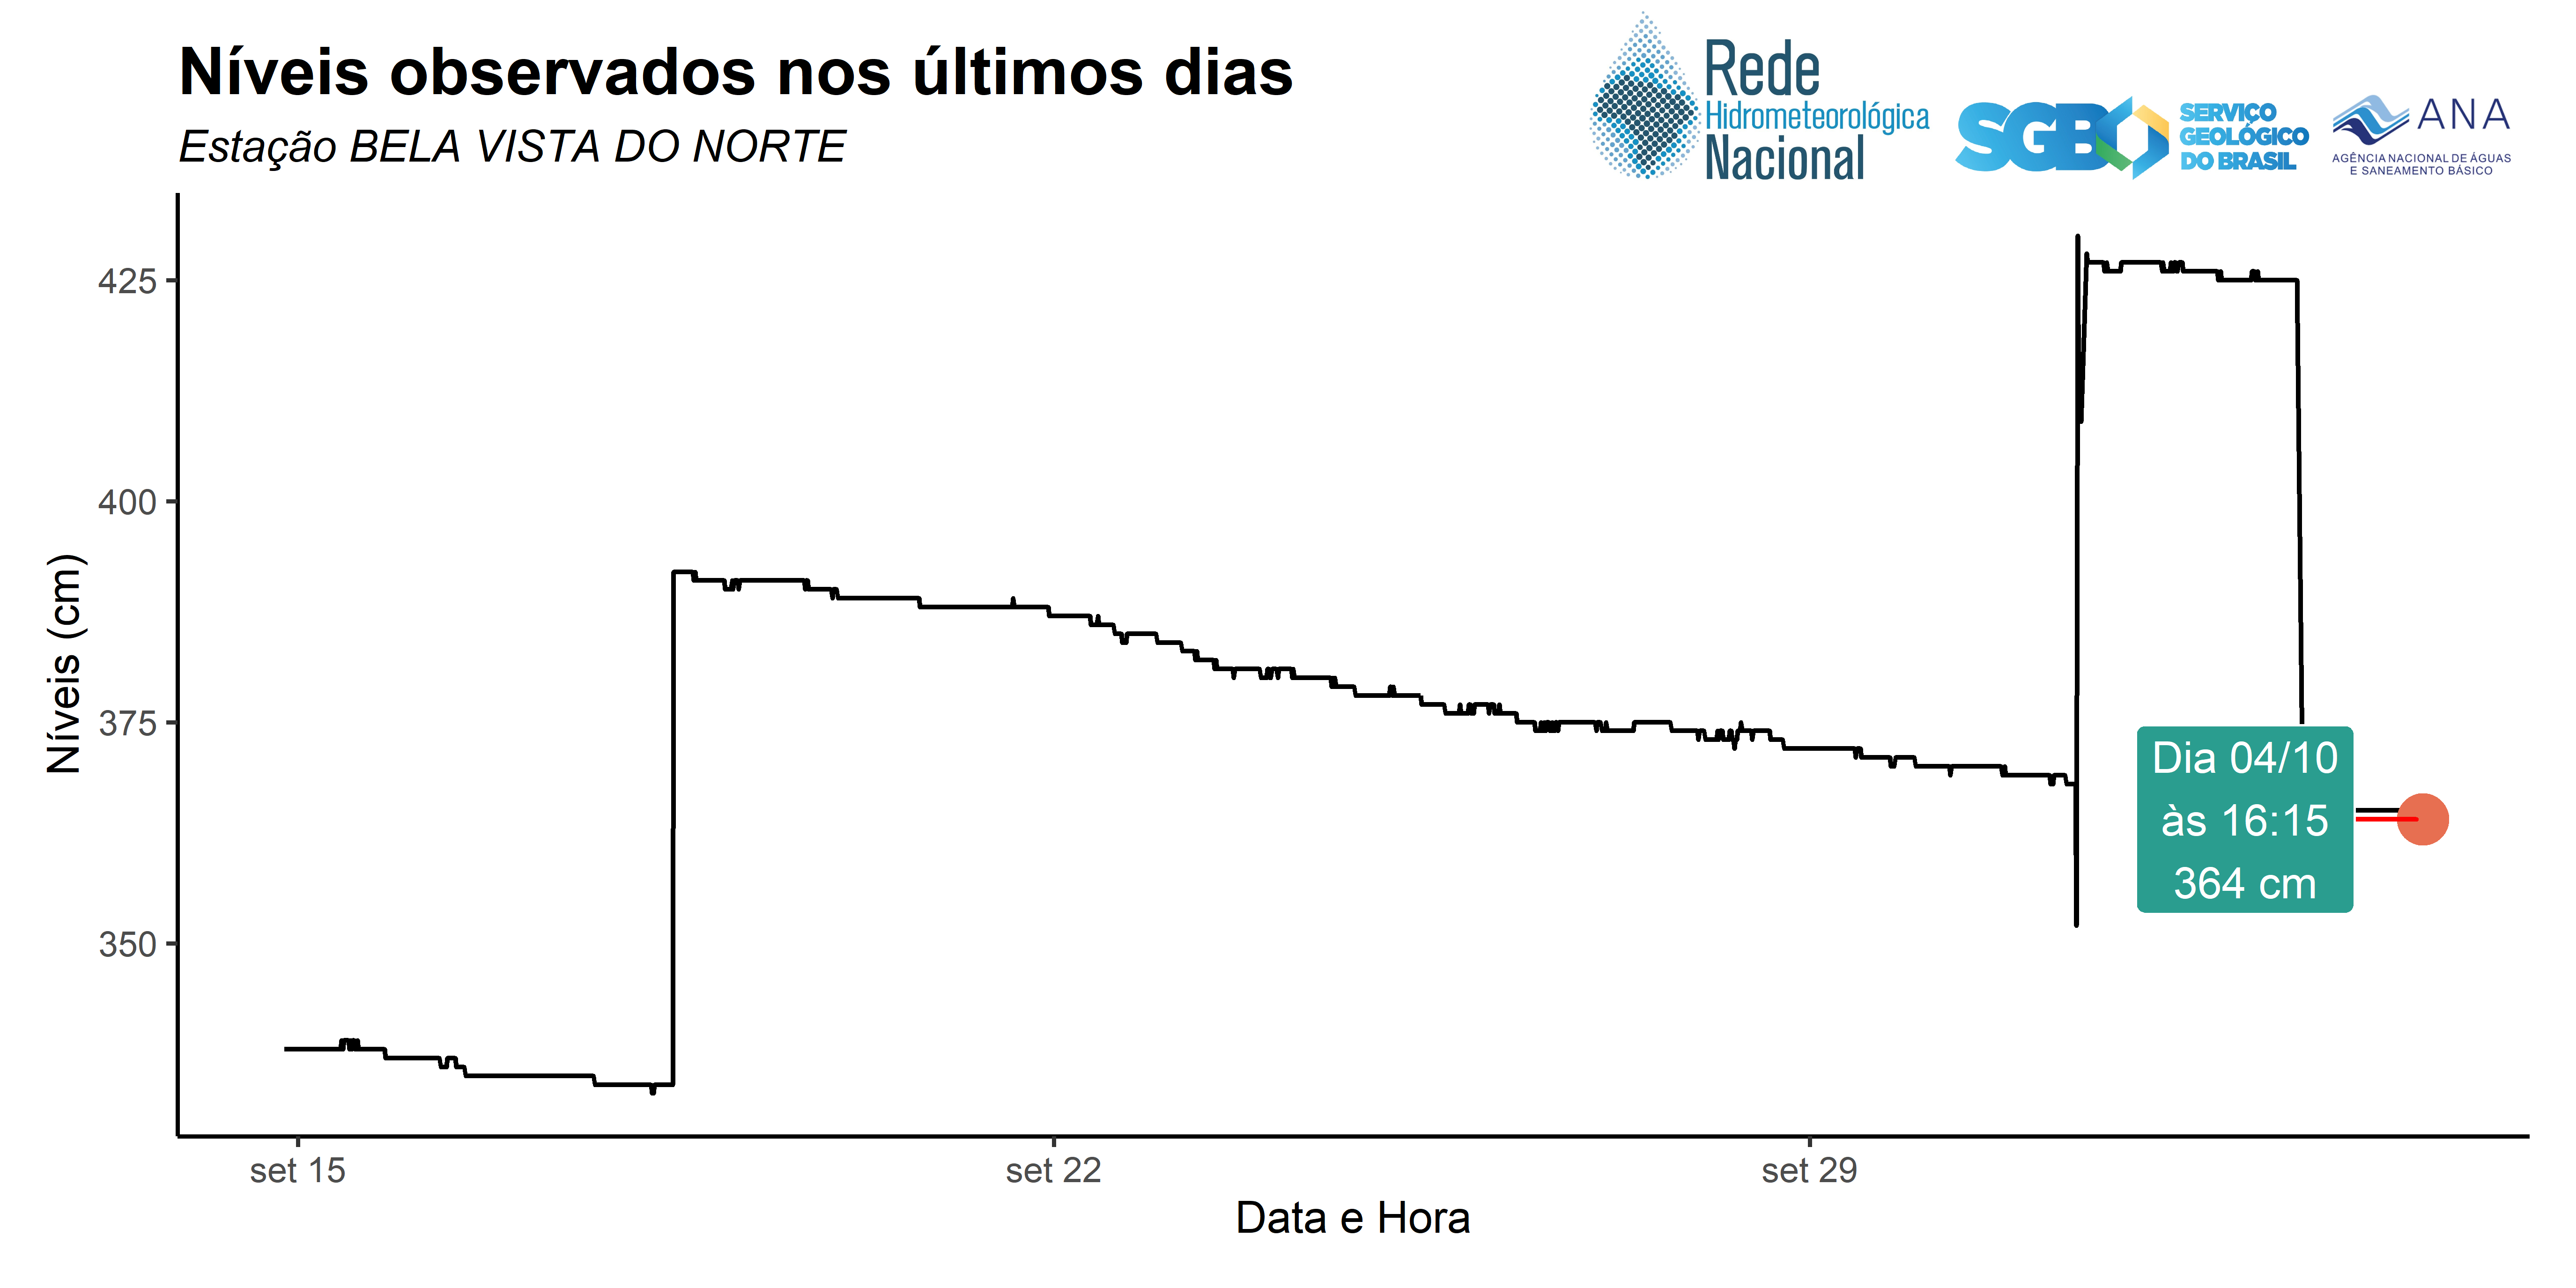 Níveis observados nos últimos dias
Estação BELA VISTA DO NORTE
Rede
Hidrometeorológica
Nacional
SGB
SERVIÇO
GEOLÓGICO
DO BRASIL
ANA
AGÊNCIA NACIONAL DE ÁGUAS
E SANEAMENTO BÁSICO
Níveis (cm)
425
400
375
350
Dia 04/10
às 16:15
364 cm
set 15
set 22
set 29
Data e Hora